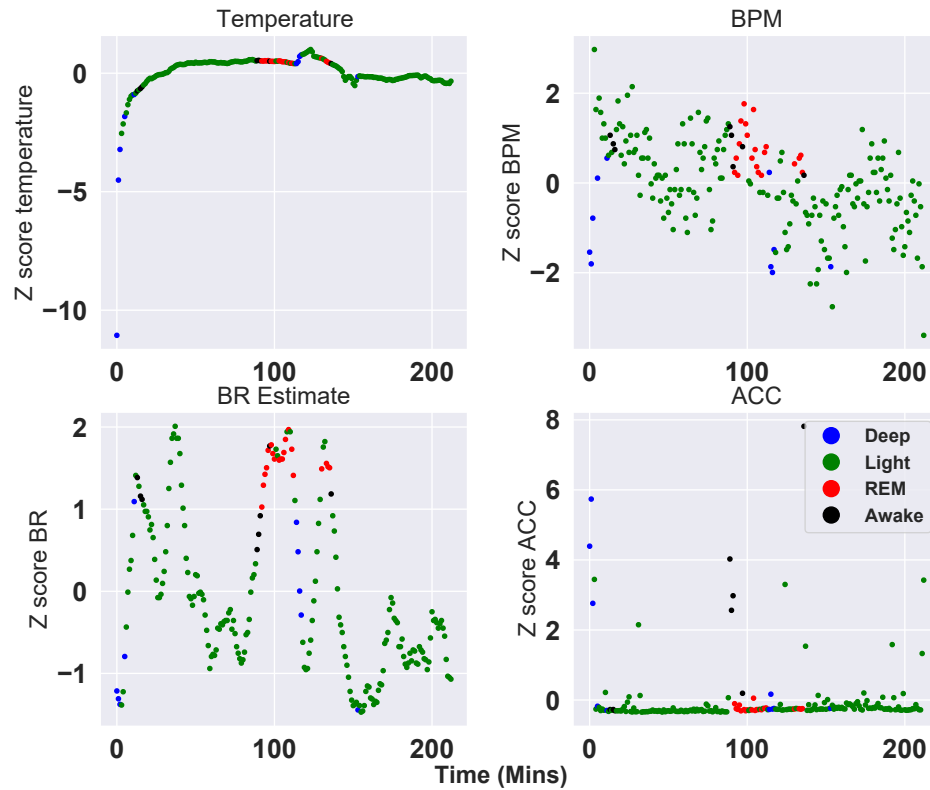 Temperature
BPM
Z score temperature
0
−5
−10
0
100
200
Z score BPM
2
0
−2
0
100
200
BR Estimate
ACC
Z score BR
2
1
0
−1
0
100
200
Z score ACC
8
6
4
2
0
0
100
200
Deep
Light
REM
Awake
Time (Mins)